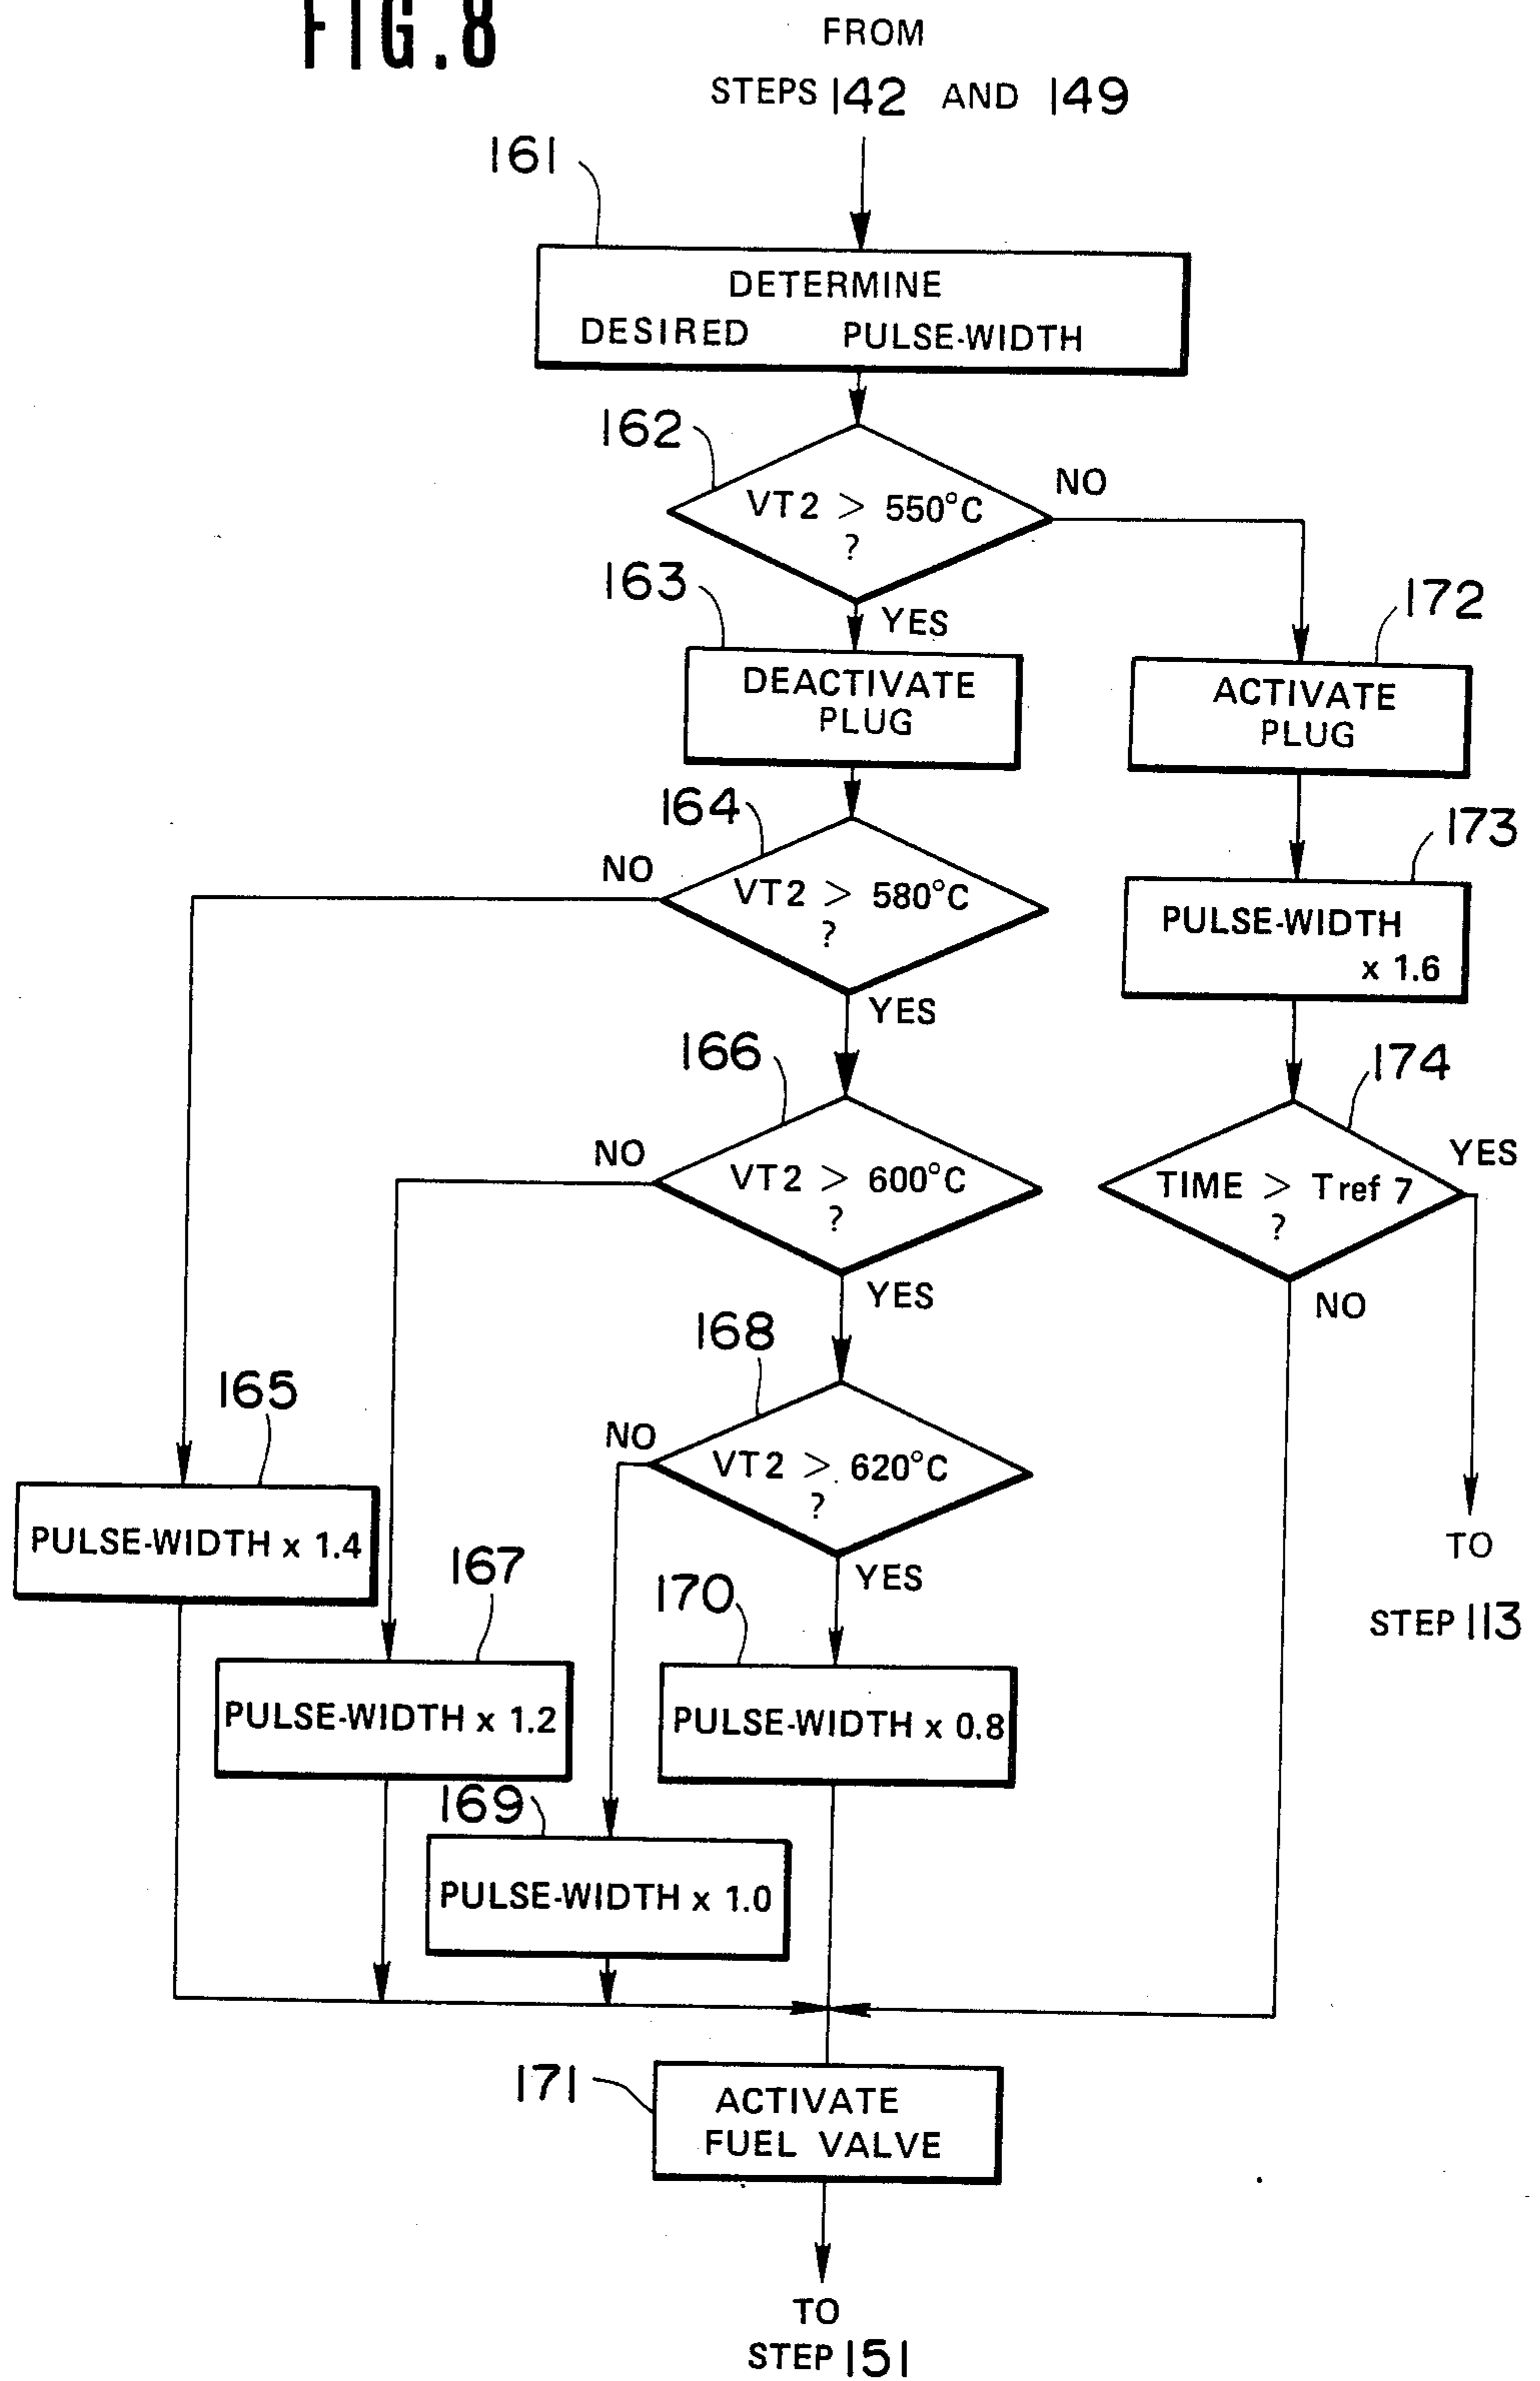 FIG.8
FROM
STEPS 142 AND 149
161
DETERMINE
DESIRED PULSE-WIDTH
162
VT2 > 550°C
?
NO
163
YES
172
DEACTIVATE
PLUG
ACTIVATE
PLUG
164
NO
VT2 > 580°C
?
YES
173
PULSE-WIDTH
x 1.6
166
NO
VT2 > 600°C
?
YES
174
YES
TIME > Tref 7
?
NO
168
NO
VT2 > 620°C
?
YES
165
PULSE-WIDTH x 1.4
TO
STEP 113
167
PULSE-WIDTH x 1.2
170
PULSE-WIDTH x 0.8
169
PULSE-WIDTH x 1.0
171
ACTIVATE
FUEL VALVE
TO
STEP 151